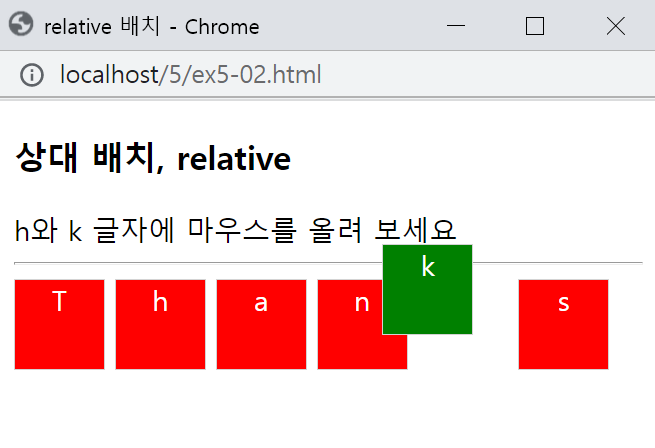 relative 배치 - Chrome
localhost/5/ex5-02.html
상대 배치, relative
h와 k 글자에 마우스를 올려 보세요
T h a n k s